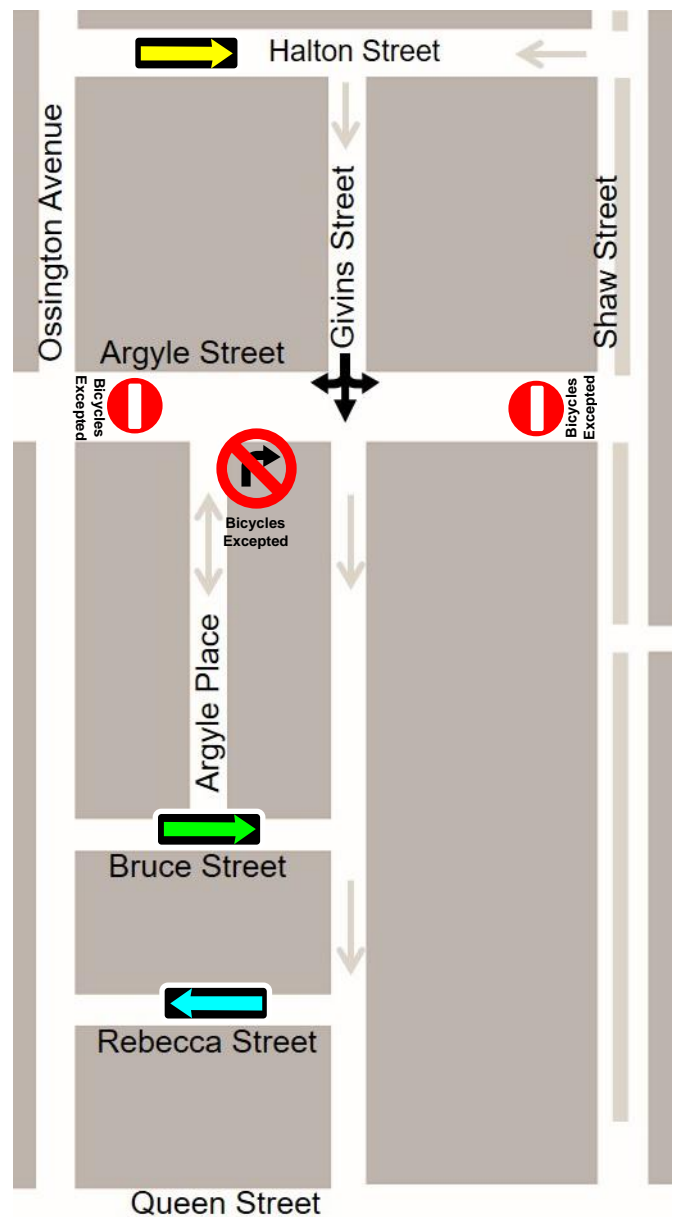 Halton Street
Ossington Avenue
Givins Street
Shaw Street
Argyle Street
Bicycles
Excepted
Bicycles
Excepted
Bicycles
Excepted
Argyle Place
Bruce Street
Rebecca Street
Queen Street